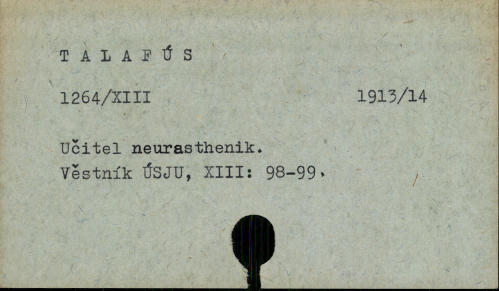 T A L A F Ú S
1264/XIII 1913/14
Učitel neurasthenik.
Věstník ÚSJU, XIII: 98-99.